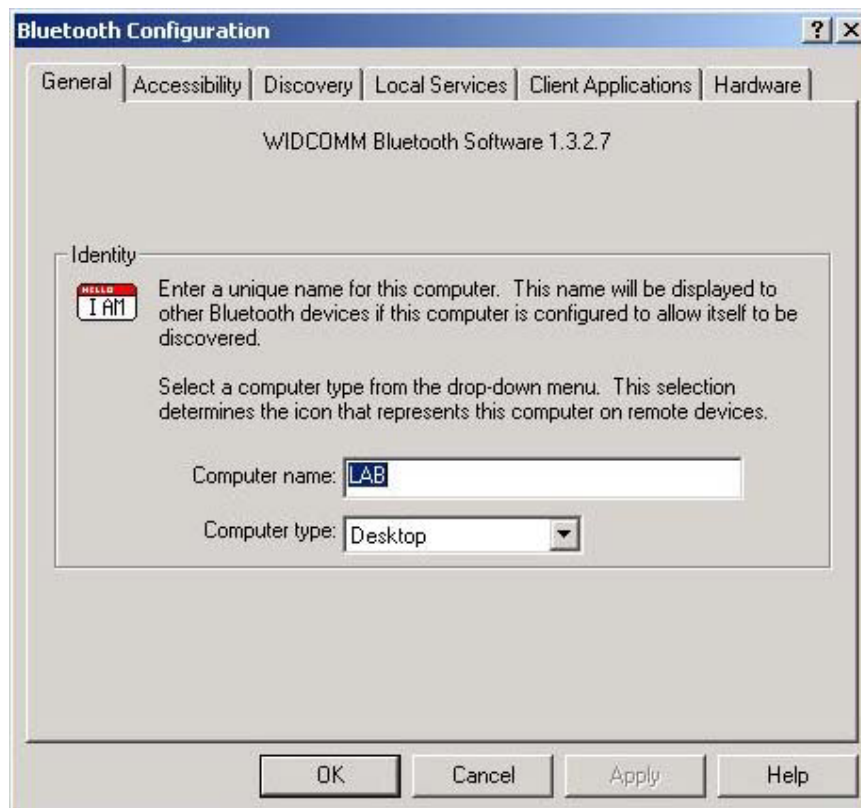 Bluetooth Configuration
General Accessibility Discovery Local Services Client Applications Hardware
WIDCOMM Bluetooth Software 1.3.2.7
Identity
HELLO
I AM
Enter a unique name for this computer. This name will be displayed to
other Bluetooth devices if this computer is configured to allow itself to be
discovered.
Select a computer type from the drop-down menu. This selection
determines the icon that represents this computer on remote devices.
Computer name: LAB
Computer type: Desktop
OK Cancel Apply Help